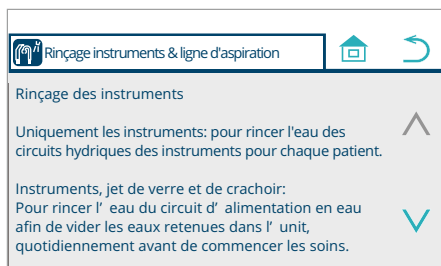 Rinçage instruments & ligne d'aspiration
Rinçage des instruments
Uniquement les instruments: pour rincer l'eau des
circuits hydriques des instruments pour chaque patient.
Instruments, jet de verre et de crachoir:
Pour rincer l’ eau du circuit d’ alimentation en eau
afin de vider les eaux retenues dans l’ unit,
quotidiennement avant de commencer les soins.